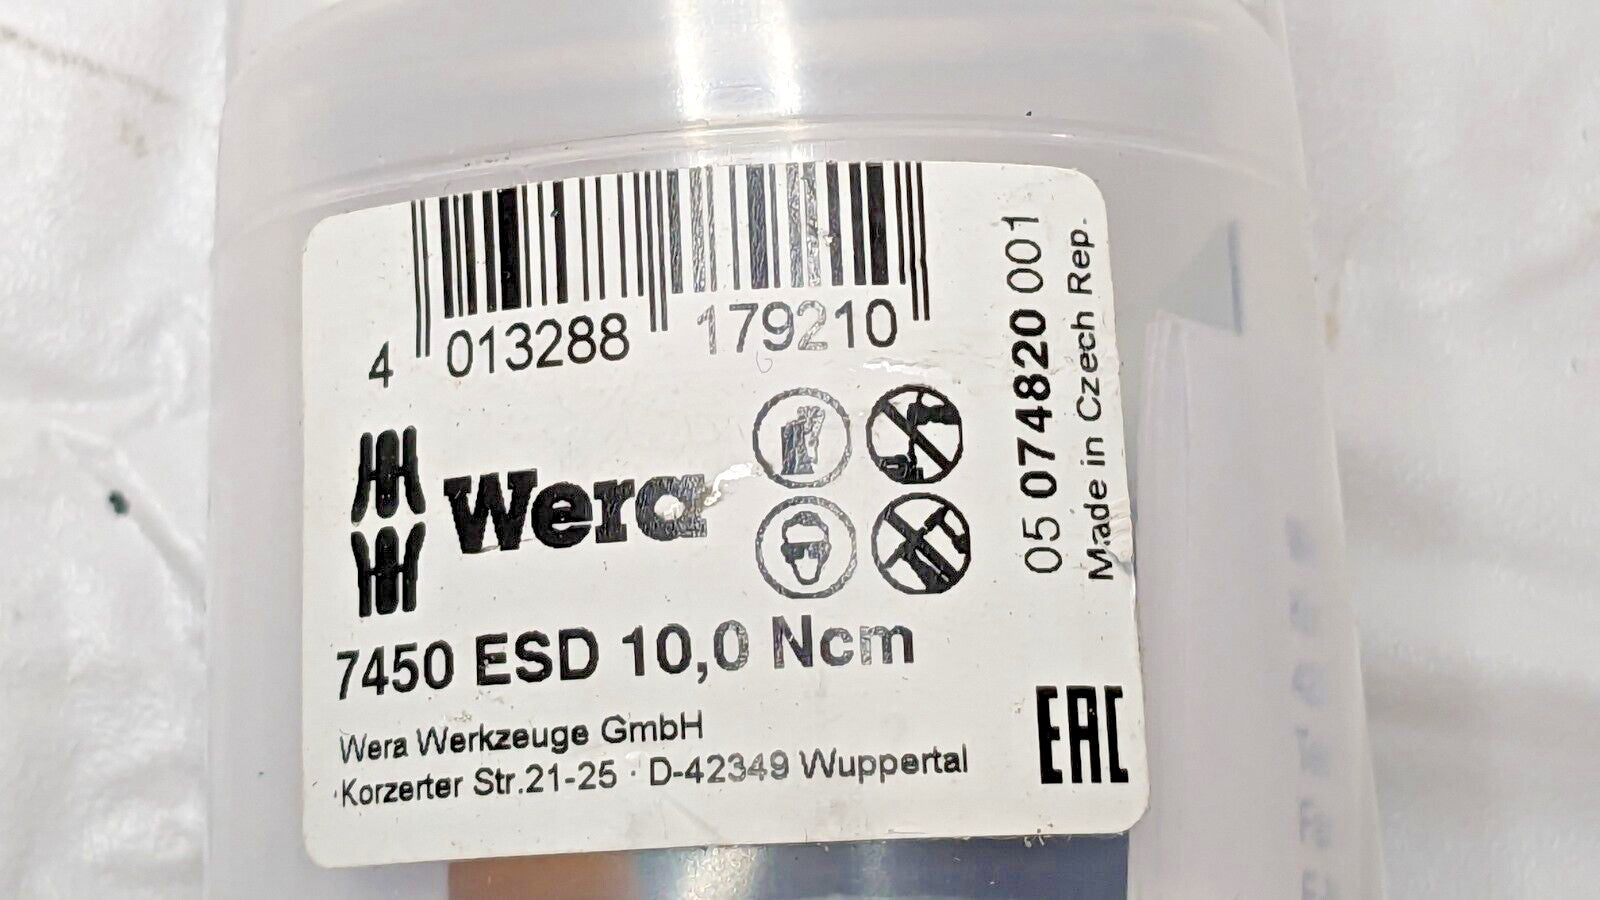 4 013288 179210
Wera
7450 ESD 10,0 Ncm
Wera Werkzeuge GmbH
Korzerter Str.21-25 · D-42349 Wuppertal
05 074820 001
Made in Czech Rep.
EAC